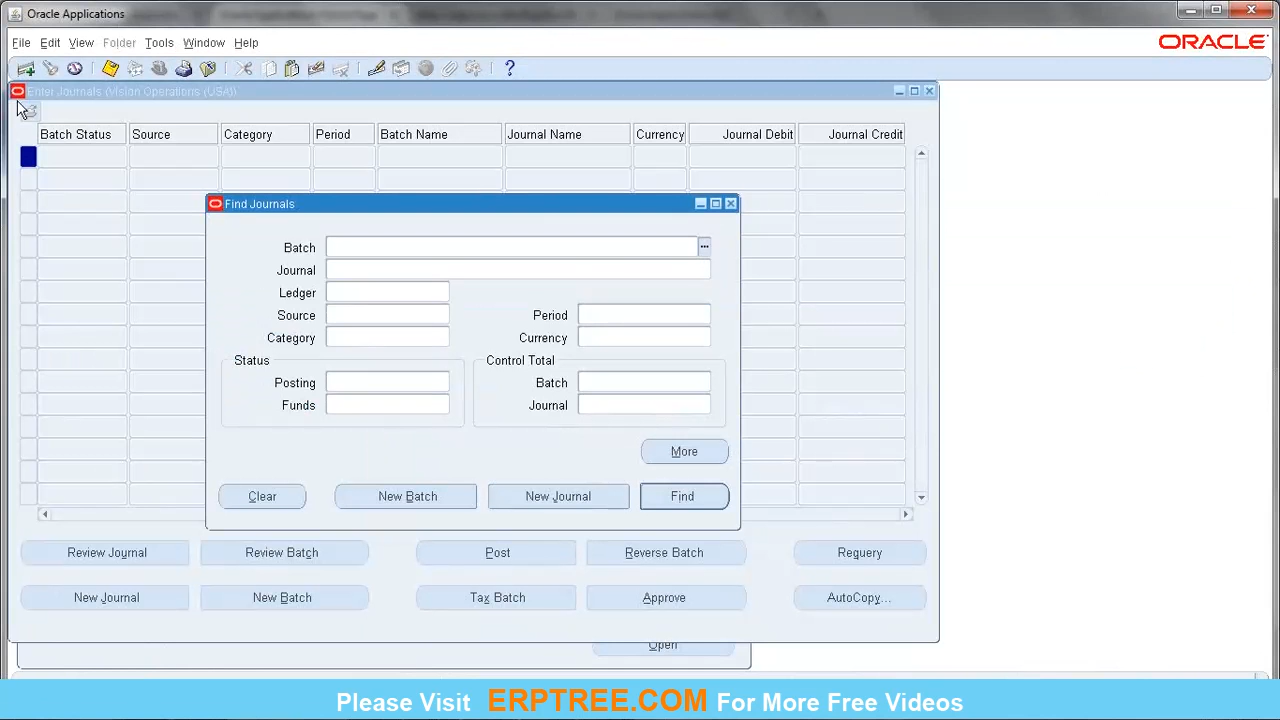 Oracle Applications
File Edit View Folder Tools Window Help
ORACLE
Enter Journals (Vision Operations (USA))
Batch Status Source Category Period Batch Name Journal Name Currency Journal Debit Journal Credit
Find Journals
Batch
Journal
Ledger
Source Period
Category Currency
Status Control Total
Posting Batch
Funds Journal
More
Clear New Batch New Journal Find
Review Journal Review Batch Post Reverse Batch Requery
New Journal New Batch Tax Batch Approve AutoCopy...
Open
Please Visit ERPTREE.COM For More Free Videos